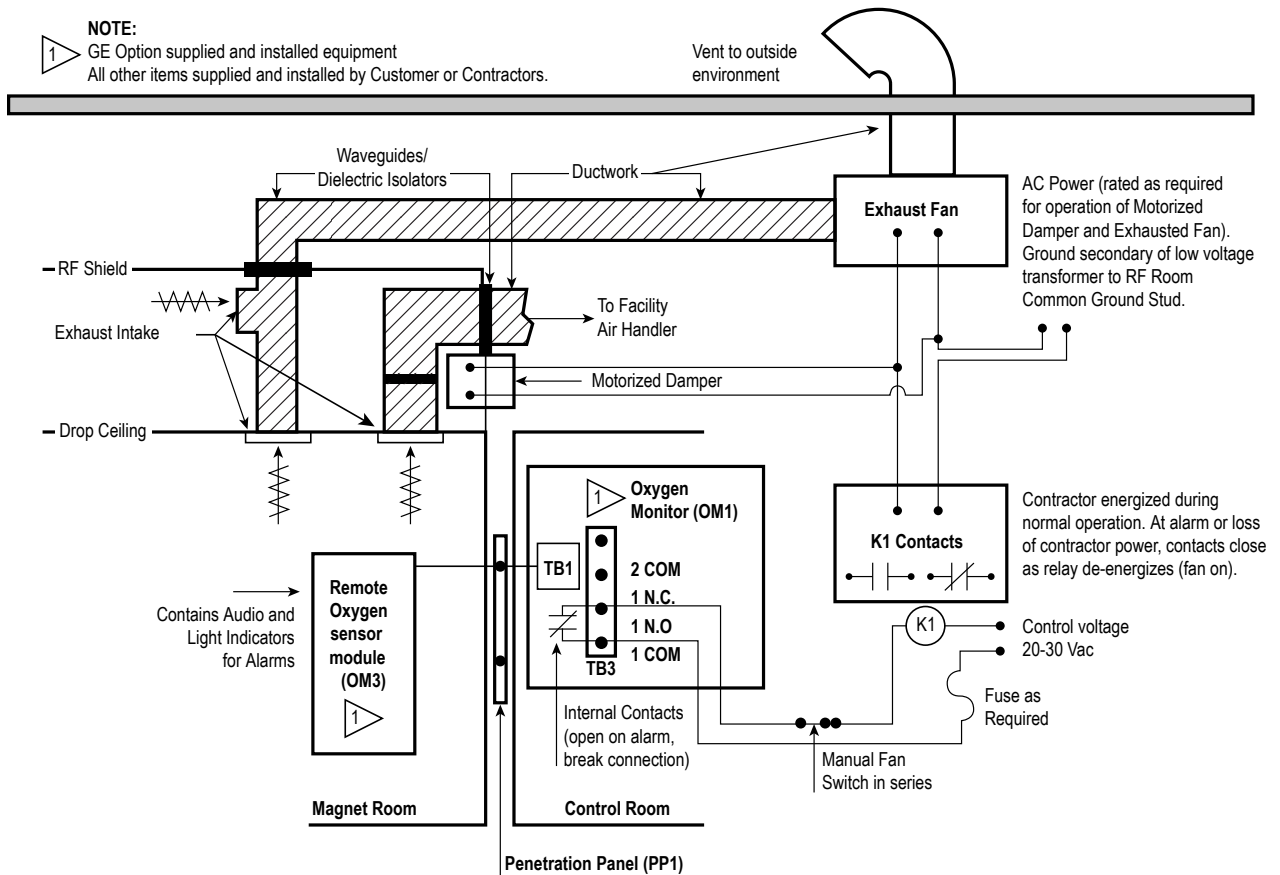 NOTE:
1
GE Option supplied and installed equipment
All other items supplied and installed by Customer or Contractors.
Vent to outside
environment
Waveguides/
Dielectric Isolators
Ductwork
Exhaust Fan
AC Power (rated as required
for operation of Motorized
Damper and Exhausted Fan).
Ground secondary of low voltage
transformer to RF Room
Common Ground Stud.
RF Shield
Exhaust Intake
To Facility
Air Handler
Motorized Damper
Drop Ceiling
1
Oxygen
Monitor (OM1)
TB1
2 COM
1 N.C.
1 N.O
1 COM
TB3
K1 Contacts
Contractor energized during
normal operation. At alarm or loss
of contractor power, contacts close
as relay de-energizes (fan on).
Contains Audio and
Light Indicators
for Alarms
Remote
Oxygen
sensor
module
(OM3)
1
K1
Control voltage
20-30 Vac
Fuse as
Required
Internal Contacts
(open on alarm,
break connection)
Manual Fan
Switch in series
Magnet Room
Control Room
Penetration Panel (PP1)